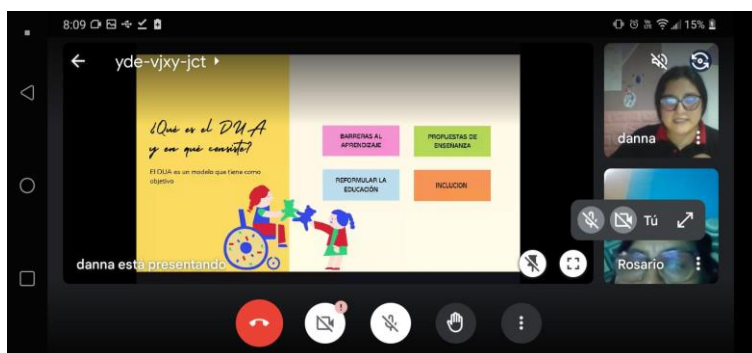 8:09
15%
yde-vjxy-jct
¿Qué es el DUA
y en qué consiste?
El DUA es un modelo que tiene como
objetivo
BARRERAS AL
APRENDIZAJE
PROPUESTAS DE
ENSEÑANZA
REFORMULAR LA
EDUCACIÓN
INCLUCION
danna está presentando
danna
Tú
Rosario